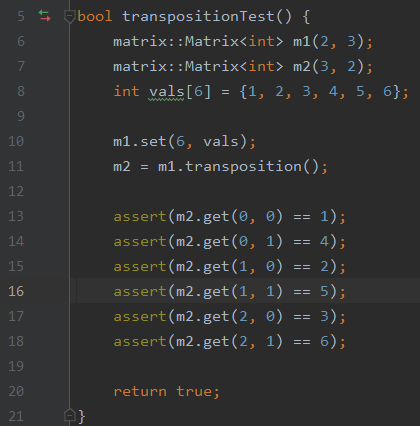 5 bool transpositionTest() {
6 matrix::Matrix<int> m1(2, 3);
7 matrix::Matrix<int> m2(3, 2);
8 int vals[6] = {1, 2, 3, 4, 5, 6};
9
10 m1.set(6, vals);
11 m2 = m1.transposition();
12
13 assert(m2.get(0, 0) == 1);
14 assert(m2.get(0, 1) == 4);
15 assert(m2.get(1, 0) == 2);
16 assert(m2.get(1, 1) == 5);
17 assert(m2.get(2, 0) == 3);
18 assert(m2.get(2, 1) == 6);
19
20 return true;
21 }